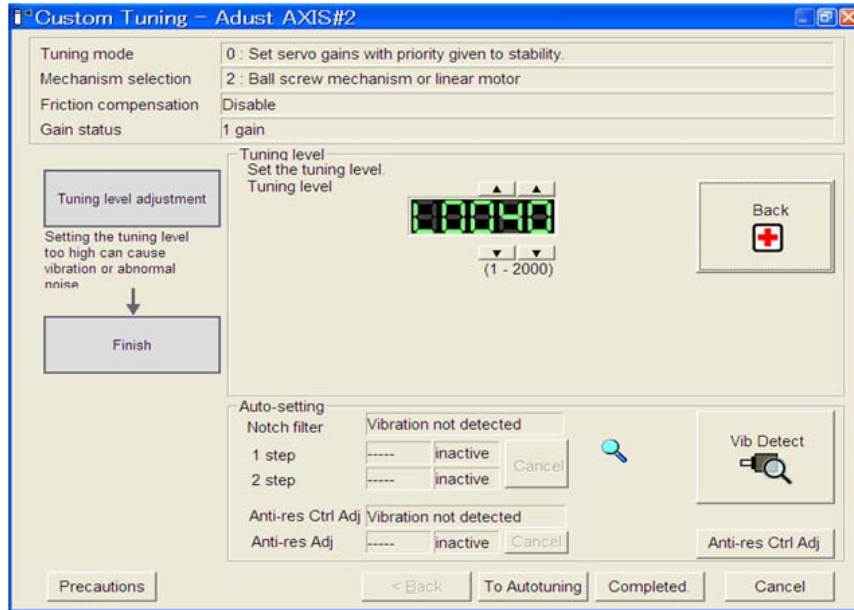 Custom Tuning - Adust AXIS#2
Tuning mode 0 : Set servo gains with priority given to stability.
Mechanism selection 2 : Ball screw mechanism or linear motor
Friction compensation Disable
Gain status 1 gain
Tuning level adjustment
Setting the tuning level
too high can cause
vibration or abnormal
noise
Finish
Tuning level
Set the tuning level.
Tuning level
(1 - 2000)
Back
Auto-setting
Notch filter Vibration not detected
1 step ----- inactive Cancel
2 step ----- inactive
Anti-res Ctrl Adj Vibration not detected
Anti-res Adj ----- inactive Cancel
Vib Detect
Anti-res Ctrl Adj
Precautions < Back To Autotuning Completed. Cancel